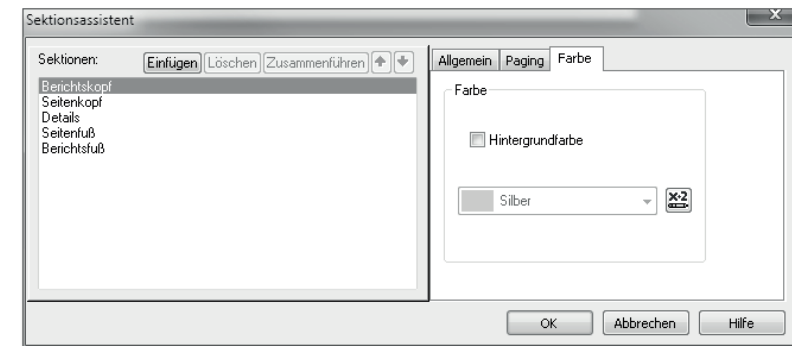 Sektionsassistent
Sektionen:
Einfügen Löschen Zusammenführen
Berichtskopf
Seitenkopf
Details
Seitenfuß
Berichtsfuß
Allgemein Paging Farbe
Farbe
Hintergrundfarbe
Silber
x·2
OK Abbrechen Hilfe